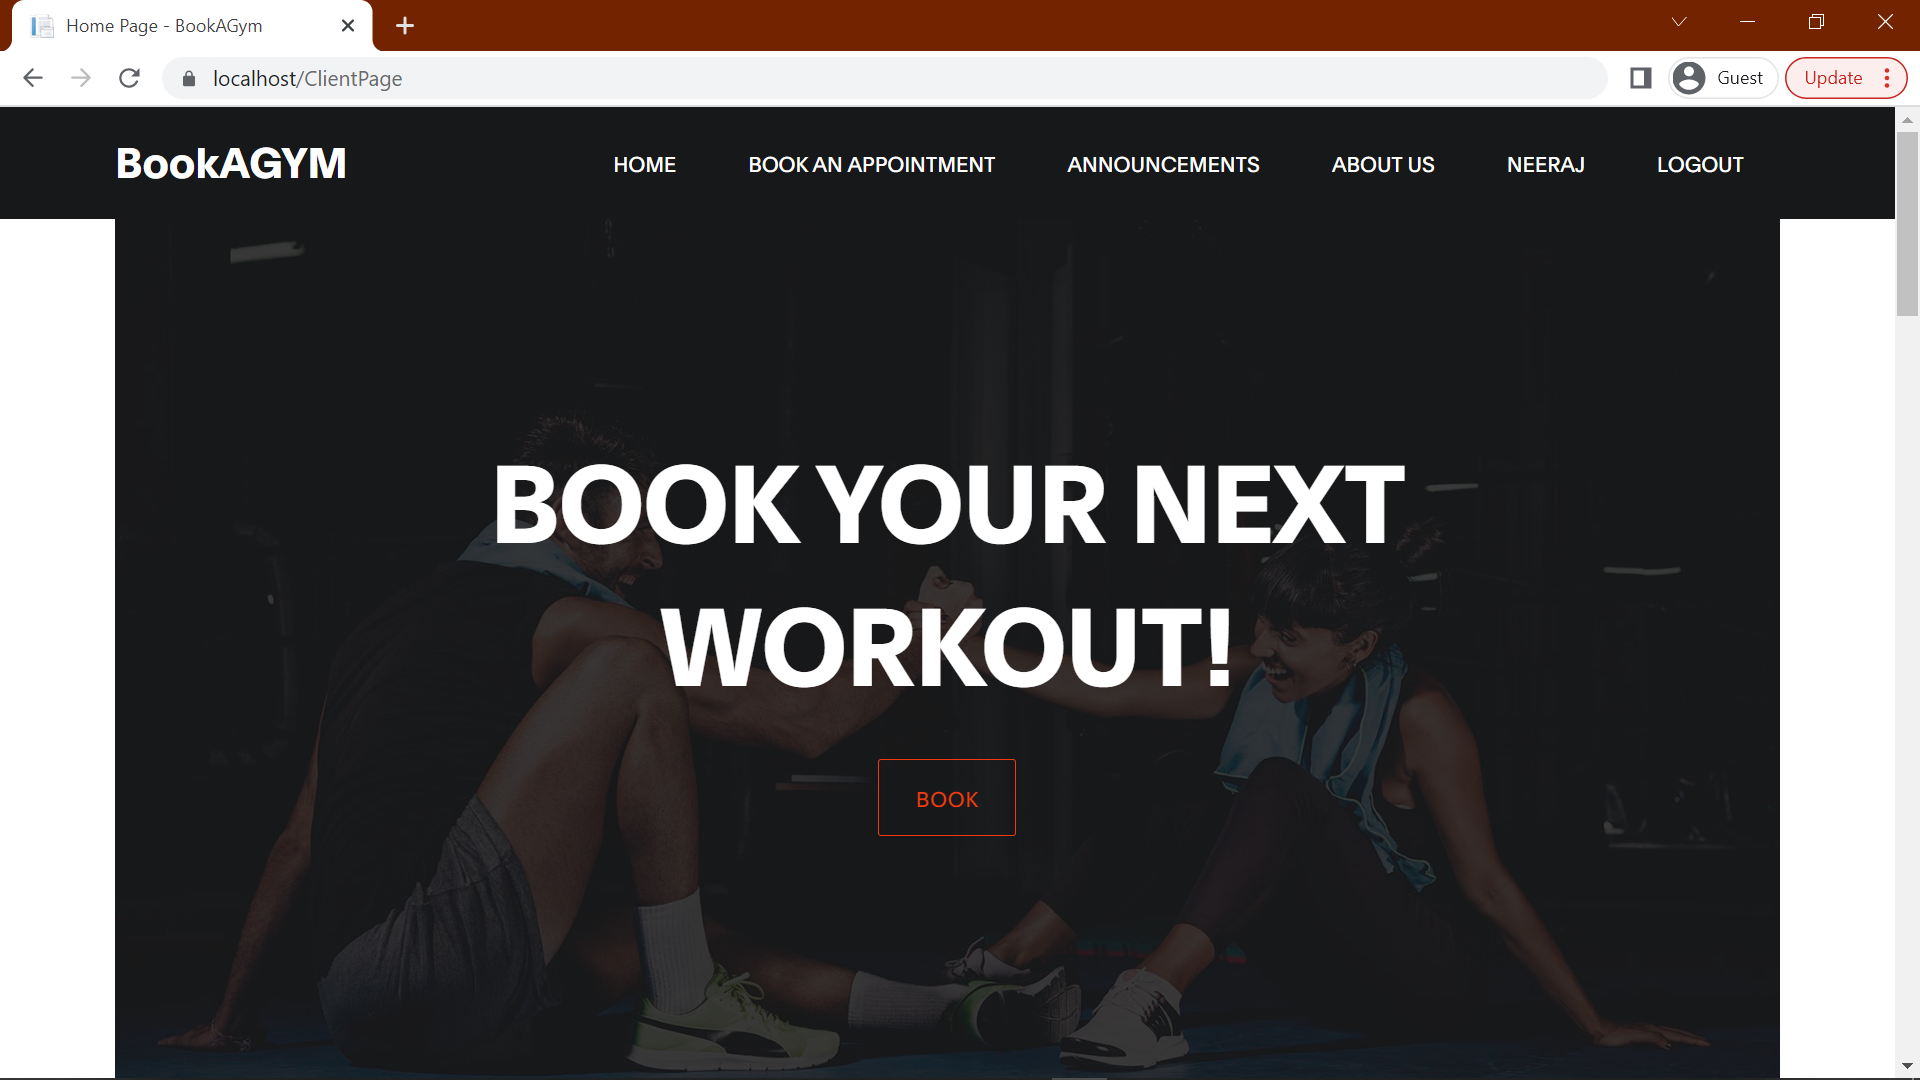 Home Page - BookAGym
localhost/ClientPage
Guest
Update
BookAGYM
HOME
BOOK AN APPOINTMENT
ANNOUNCEMENTS
ABOUT US
NEERAJ
LOGOUT
BOOK YOUR NEXT
WORKOUT!
BOOK